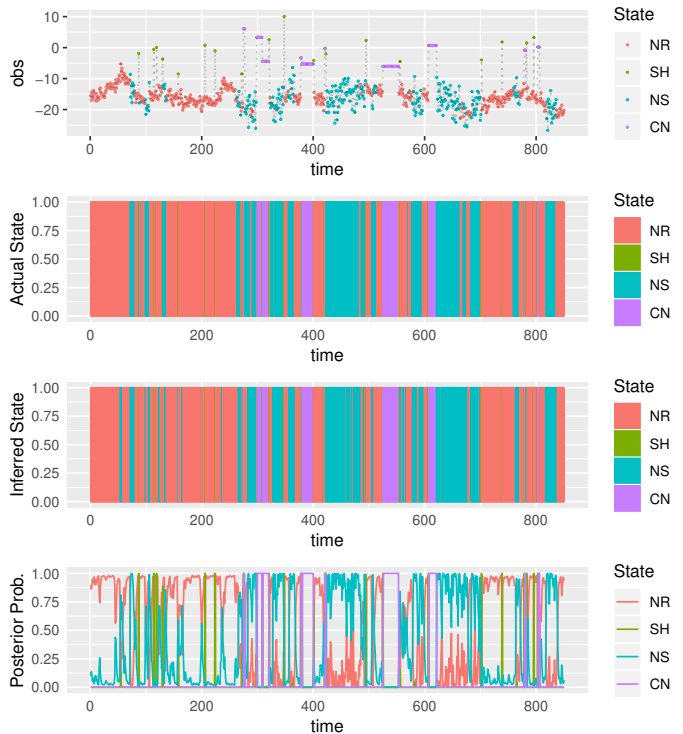 obs
10
0
−10
−20
0
200
400
600
800
time
State
NR
SH
NS
CN
Actual State
1.00
0.75
0.50
0.25
0.00
0
200
400
600
800
time
State
NR
SH
NS
CN
Inferred State
1.00
0.75
0.50
0.25
0.00
0
200
400
600
800
time
State
NR
SH
NS
CN
Posterior Prob.
1.00
0.75
0.50
0.25
0.00
0
200
400
600
800
time
State
NR
SH
NS
CN